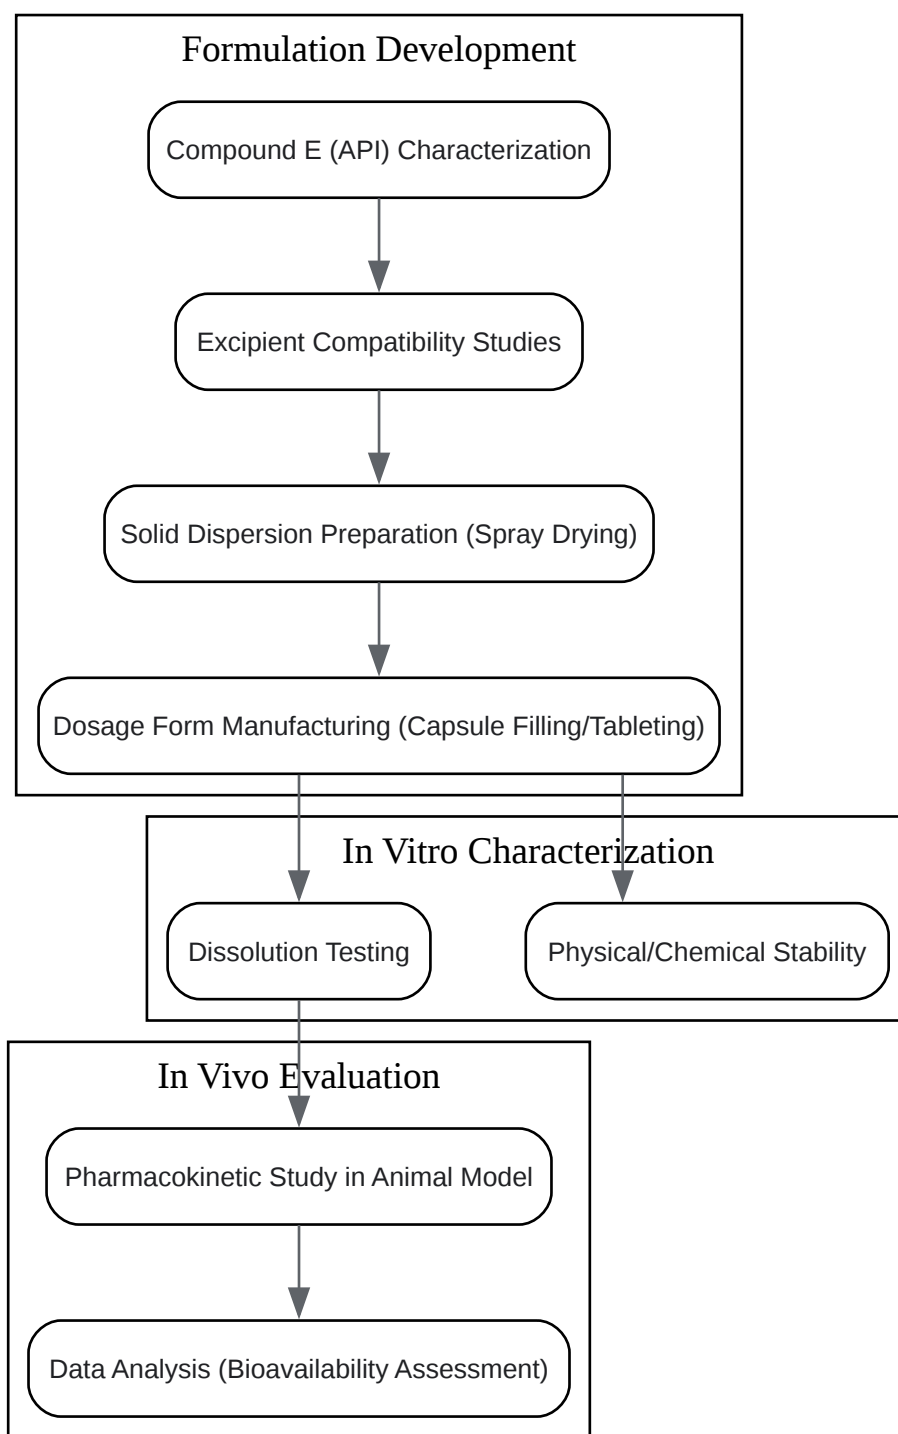 Formulation Development
Compound E (API) Characterization
Excipient Compatibility Studies
Solid Dispersion Preparation (Spray Drying)
Dosage Form Manufacturing (Capsule Filling/Tableting)
In Vitro Characterization
Dissolution Testing
Physical/Chemical Stability
In Vivo Evaluation
Pharmacokinetic Study in Animal Model
Data Analysis (Bioavailability Assessment)